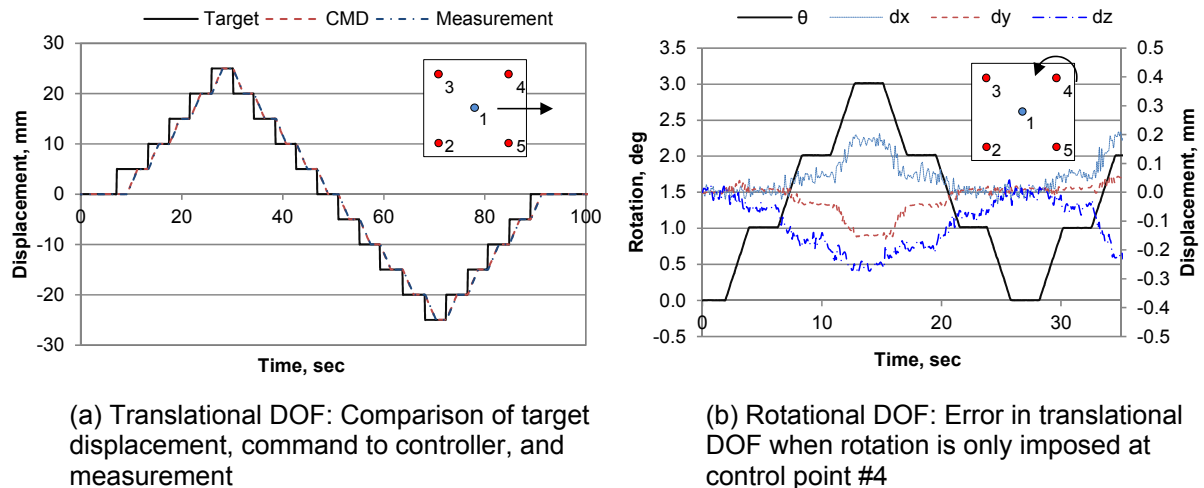 Target CMD Measurement
30
20
10
0
-10
-20
-30
0 20 40 60 80 100
Displacement, mm
Time, sec
3 4
1
2 5
(a) Translational DOF: Comparison of target
displacement, command to controller, and
measurement
θ dx dy dz
3.5
3.0
2.5
2.0
1.5
1.0
0.5
0.0
-0.5
0.5
0.4
0.3
0.2
0.1
0.0
-0.1
-0.2
-0.3
-0.4
-0.5
0 10 20 30
Rotation, deg
Displacement, mm
Time, sec
3 4
1
2 5
(b) Rotational DOF: Error in translational
DOF when rotation is only imposed at
control point #4